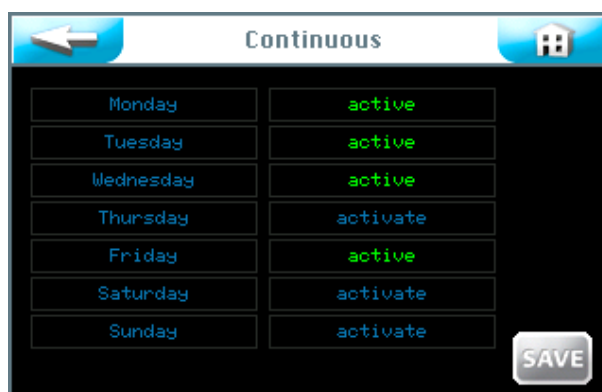 Continuous
Monday active
Tuesday active
Wednesday active
Thursday activate
Friday active
Saturday activate
Sunday activate
SAVE